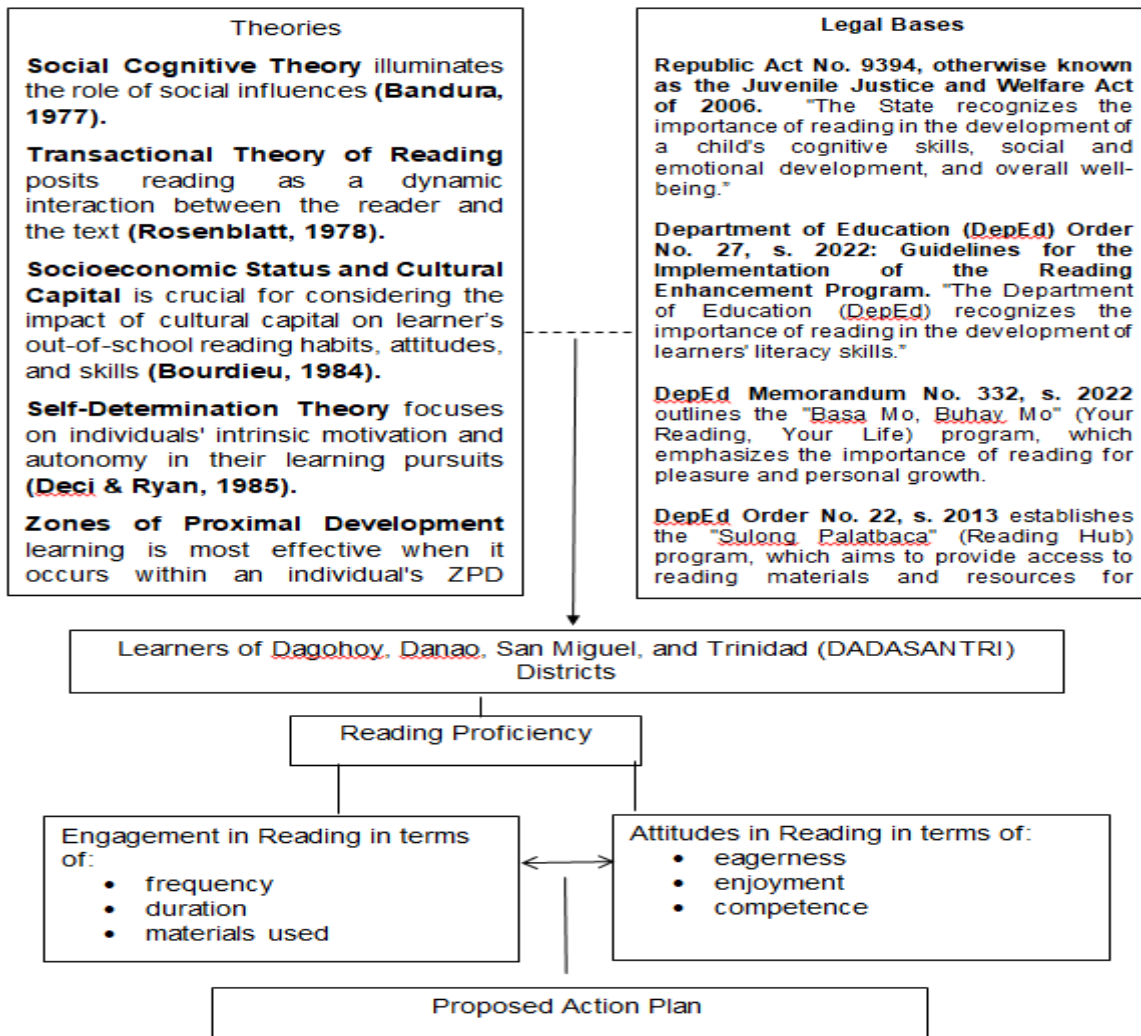 Theories
Social Cognitive Theory illuminates
the role of social influences (Bandura,
1977).
Transactional Theory of Reading
posits reading as a dynamic
interaction between the reader and
the text (Rosenblatt, 1978).
Socioeconomic Status and Cultural
Capital is crucial for considering the
impact of cultural capital on learner's
out-of-school reading habits, attitudes,
and skills (Bourdieu, 1984).
Self-Determination Theory focuses
on individuals' intrinsic motivation and
autonomy in their learning pursuits
(Deci & Ryan, 1985).
Zones of Proximal Development
learning is most effective when it
occurs within an individual's ZPD
Legal Bases
Republic Act No. 9394, otherwise known
as the Juvenile Justice and Welfare Act
of 2006. "The State recognizes the
importance of reading in the development of
a child's cognitive skills, social and
emotional development, and overall well-
being."
Department of Education (DepEd) Order
No. 27, s. 2022: Guidelines for the
Implementation of the Reading
Enhancement Program. "The Department
of Education (DepEd) recognizes the
importance of reading in the development of
learners' literacy skills."
DepEd Memorandum No. 332, s. 2022
outlines the "Basa Mo, Buhay Mo" (Your
Reading, Your Life) program, which
emphasizes the importance of reading for
pleasure and personal growth.
DepEd Order No. 22, s. 2013 establishes
the "Sulong Palatbaca" (Reading Hub)
program, which aims to provide access to
reading materials and resources for
Learners of Dagohoy, Danao, San Miguel, and Trinidad (DADASANTRI)
Districts
Reading Proficiency
Engagement in Reading in terms
of:
• frequency
• duration
• materials used
Attitudes in Reading in terms of:
• eagerness
• enjoyment
• competence
Proposed Action Plan